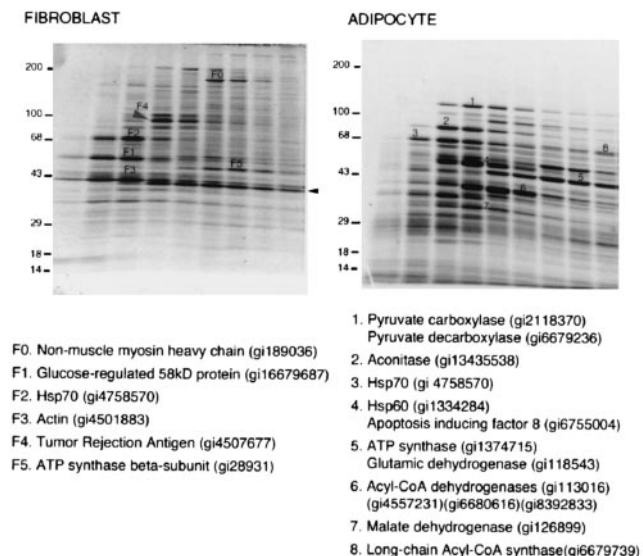 FIBROBLAST
ADIPOCYTE
200
100
68
43
29
18
14
F0
F4
F2
F1
F3
F5
200
100
68
43
29
18
14
1
2
3
4
5
6
7
8
F0. Non-muscle myosin heavy chain (gi189036)
F1. Glucose-regulated 58kD protein (gi16679687)
F2. Hsp70 (gi4758570)
F3. Actin (gi4501883)
F4. Tumor Rejection Antigen (gi4507677)
F5. ATP synthase beta-subunit (gi28931)
1. Pyruvate carboxylase (gi2118370)
Pyruvate decarboxylase (gi6679236)
2. Aconitase (gi13435538)
3. Hsp70 (gi 4758570)
4. Hsp60 (gi1334284)
Apoptosis inducing factor 8 (gi6755004)
5. ATP synthase (gi1374715)
Glutamic dehydrogenase (gi118543)
6. Acyl-CoA dehydrogenases (gi113016)
(gi4557231)(gi6680616)(gi8392833)
7. Malate dehydrogenase (gi126899)
8. Long-chain Acyl-CoA synthase(gi6679739)